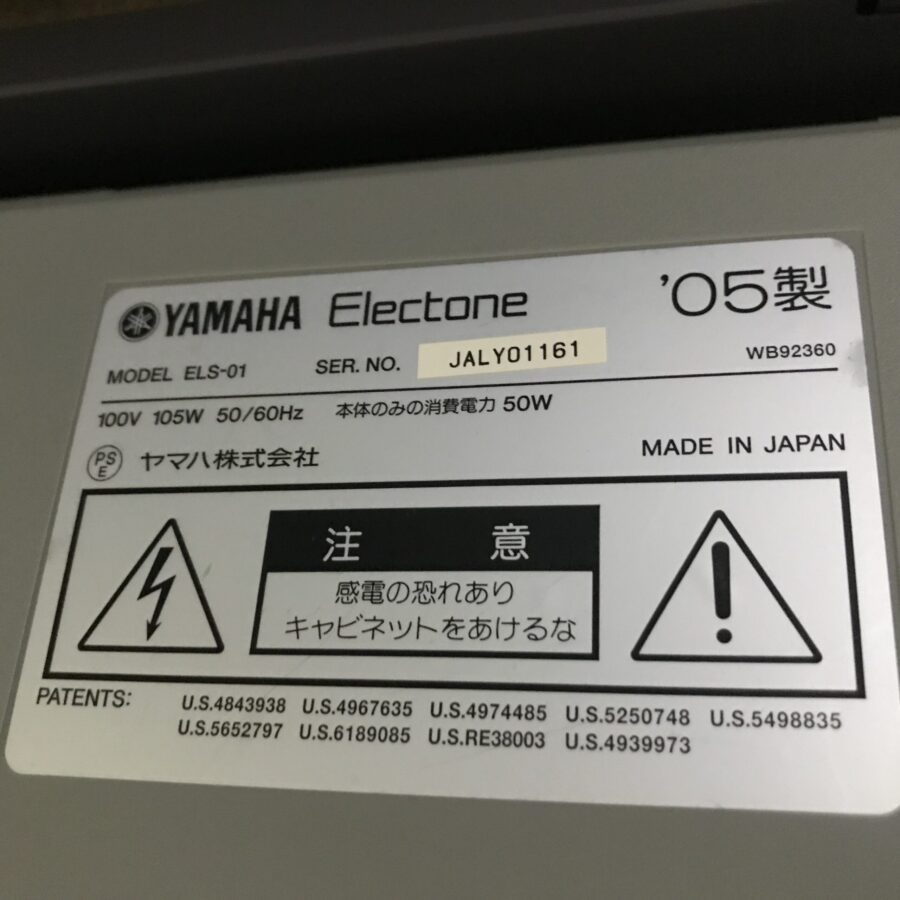 YAMAHA Electone '05製
MODEL ELS-01 SER. NO. JALY01161 WB92360
100V 105W 50/60Hz 本体のみの消費電力 50W
PSE ヤマハ株式会社 MADE IN JAPAN
注意
感電の恐れあり
キャビネットをあけるな
PATENTS: U.S.4843938 U.S.4967635 U.S.4974485 U.S.5250748 U.S.5498835
U.S.5652797 U.S.6189085 U.S.RE38003 U.S.4939973